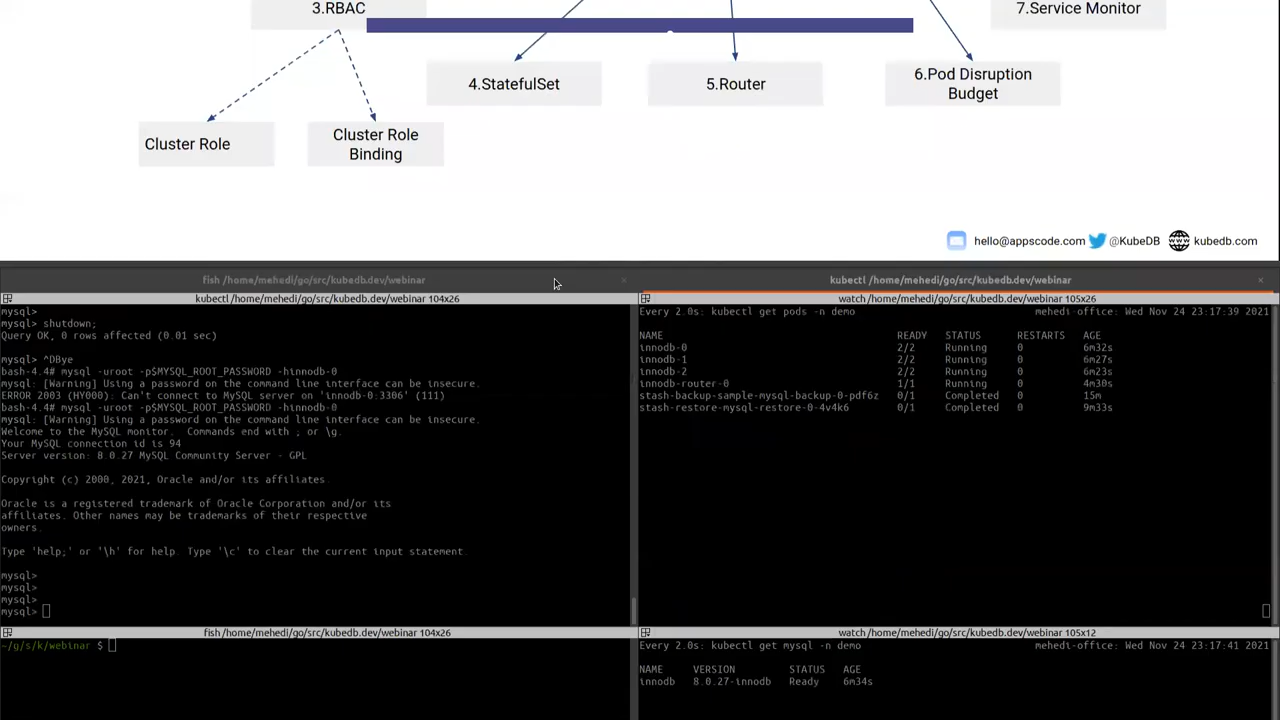 3.RBAC
7.Service Monitor
4.StatefulSet
5.Router
6.Pod Disruption
Budget
Cluster Role
Cluster Role
Binding
hello@appscode.com @KubeDB kubedb.com
fish /home/mehedi/go/src/kubedb.dev/webinar
kubectl /home/mehedi/go/src/kubedb.dev/webinar
kubectl /home/mehedi/go/src/kubedb.dev/webinar 104x26
mysql>
mysql> shutdown;
Query OK, 0 rows affected (0.01 sec)
mysql> ^DBye
bash-4.4# mysql -uroot -p$MYSQL_ROOT_PASSWORD -hinnodb-0
mysql: [Warning] Using a password on the command line interface can be insecure.
ERROR 2003 (HY000): Can't connect to MySQL server on 'innodb-0:3306' (111)
bash-4.4# mysql -uroot -p$MYSQL_ROOT_PASSWORD -hinnodb-0
mysql: [Warning] Using a password on the command line interface can be insecure.
Welcome to the MySQL monitor.  Commands end with ; or \g.
Your MySQL connection id is 94
Server version: 8.0.27 MySQL Community Server - GPL
Copyright (c) 2000, 2021, Oracle and/or its affiliates.
Oracle is a registered trademark of Oracle Corporation and/or its
affiliates. Other names may be trademarks of their respective
owners.
Type 'help;' or '\h' for help. Type '\c' to clear the current input statement.
mysql>
mysql>
mysql>
mysql>
watch /home/mehedi/go/src/kubedb.dev/webinar 105x26
Every 2.0s: kubectl get pods -n demo mehedi-office: Wed Nov 24 23:17:39 2021
NAME READY STATUS RESTARTS AGE
innodb-0 2/2 Running 0 6m32s
innodb-1 2/2 Running 0 6m27s
innodb-2 2/2 Running 0 6m23s
innodb-router-0 1/1 Running 0 4m30s
stash-backup-sample-mysql-backup-0-pdf6z 0/1 Completed 0 15m
stash-restore-mysql-restore-0-4v4k6 0/1 Completed 0 9m33s
fish /home/mehedi/go/src/kubedb.dev/webinar 104x26
~/g/s/k/webinar $
watch /home/mehedi/go/src/kubedb.dev/webinar 105x12
Every 2.0s: kubectl get mysql -n demo mehedi-office: Wed Nov 24 23:17:41 2021
NAME VERSION STATUS AGE
innodb 8.0.27-innodb Ready 6m34s